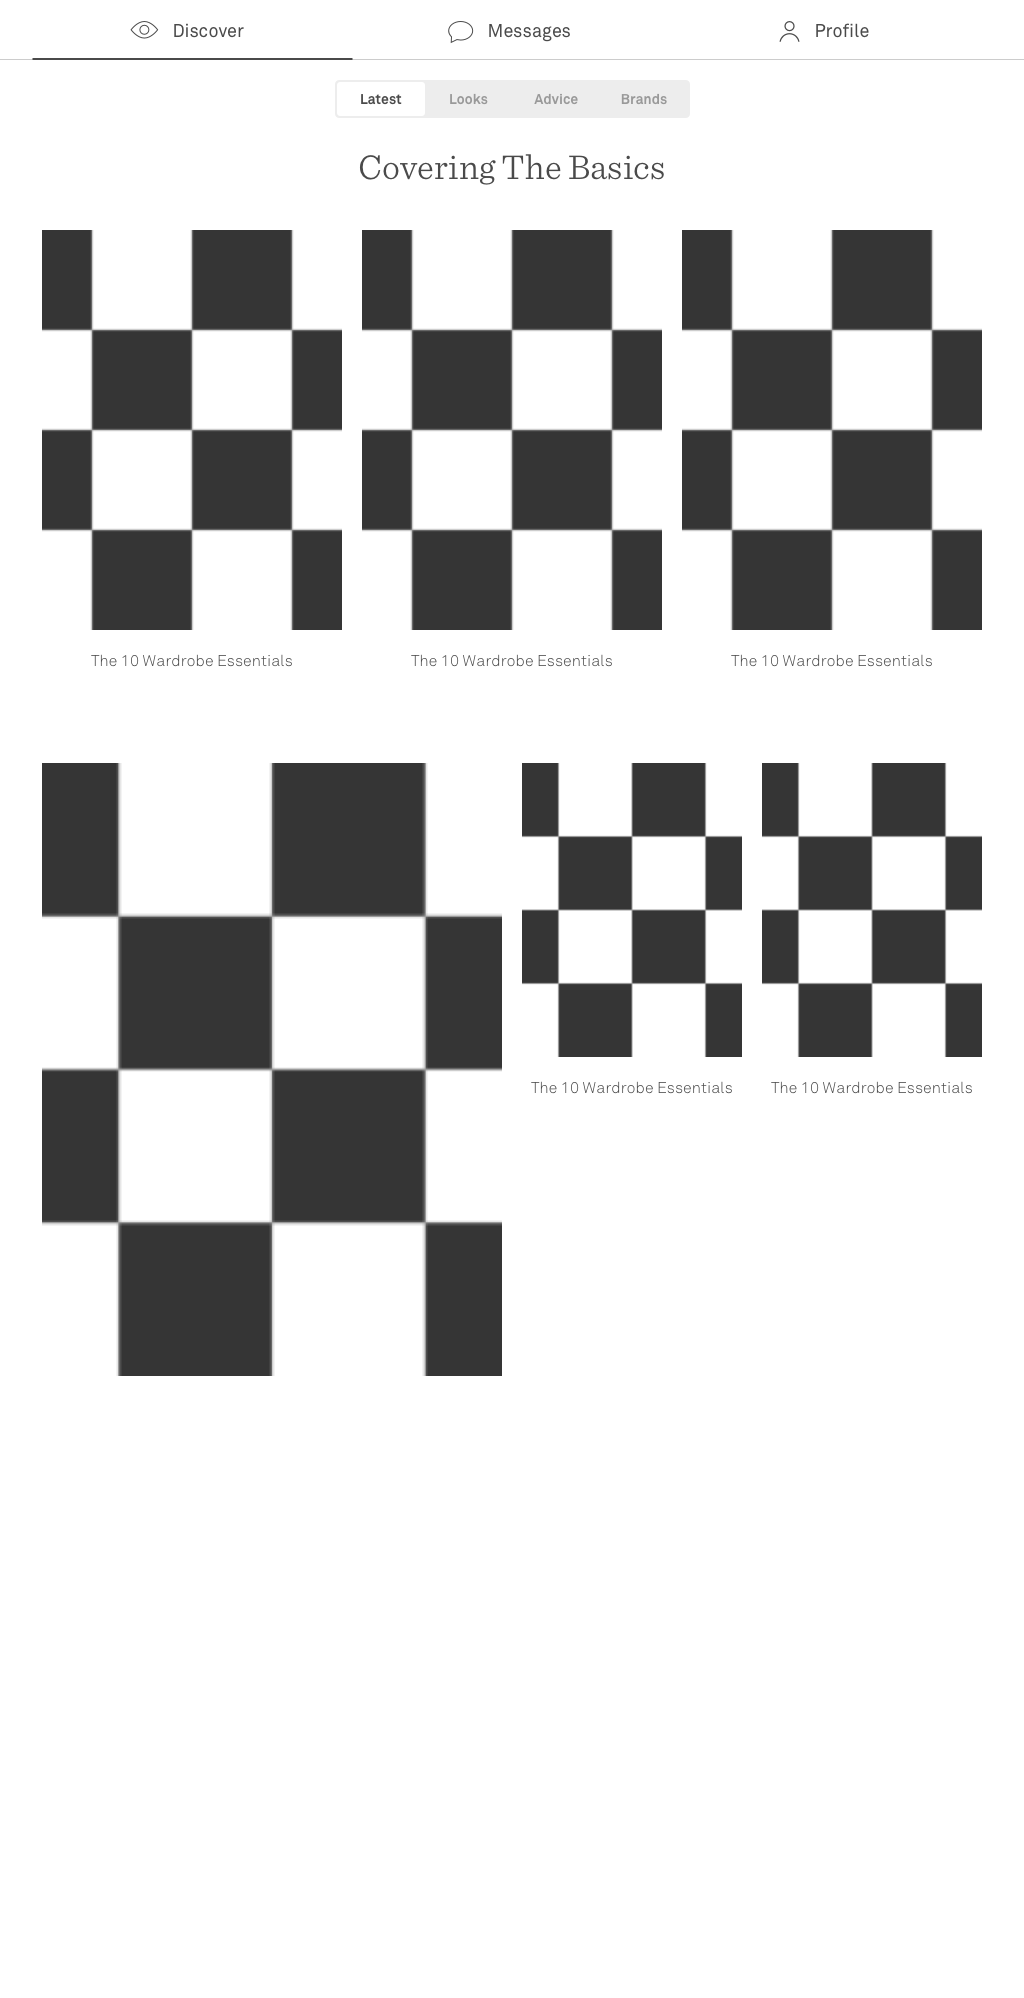 Discover
Messages
Profile
Latest
Looks
Advice
Brands
Covering The Basics
The 10 Wardrobe Essentials
The 10 Wardrobe Essentials
The 10 Wardrobe Essentials
The 10 Wardrobe Essentials
The 10 Wardrobe Essentials